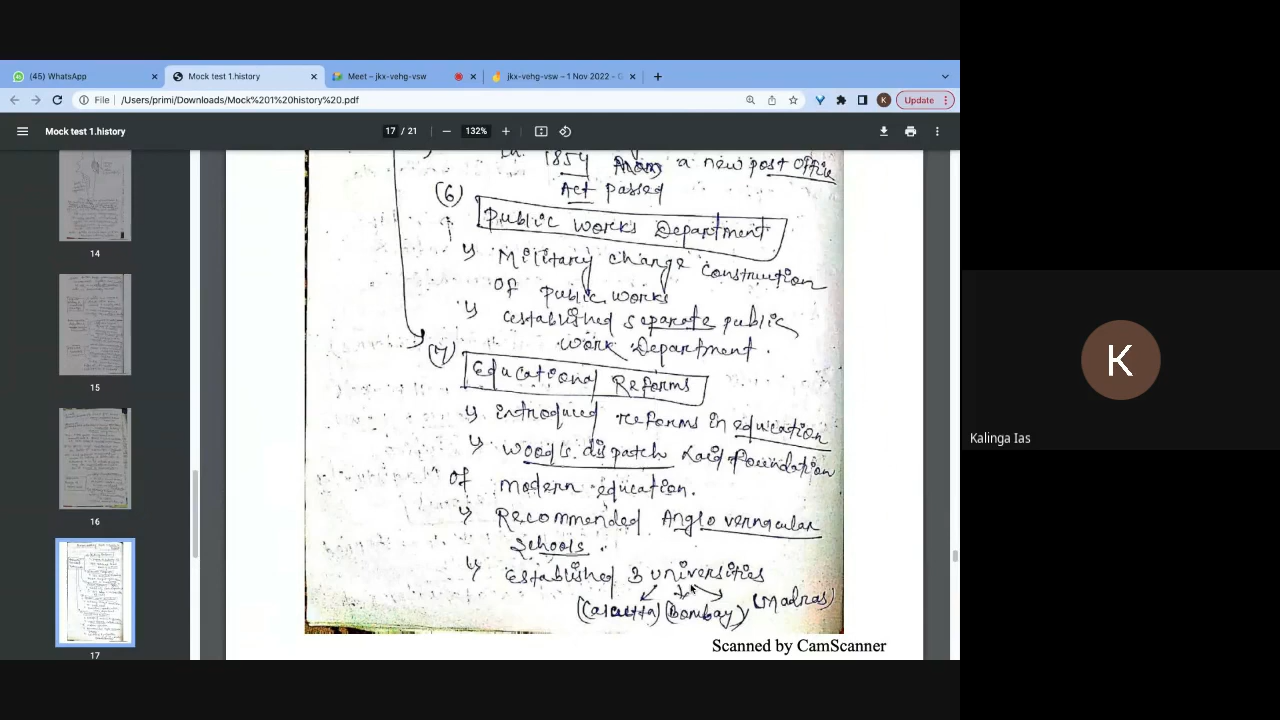 (45) WhatsApp
Mock test 1.history
Meet – jkx-vehg-vsw
jkx-vehg-vsw – 1 Nov 2022 - G
File
/Users/primi/Downloads/Mock%201%20history%20.pdf
K
Update
Mock test 1.history
17 / 21
132%
14
15
16
17
1854 a new post office
Act passed
(6)
Public Works Department
Military change construction
of public works
established separate public
work Department.
(7)
Educational Reforms
introduced reforms in education
Wood's dispatch Laid foundation
of modern education.
Recommended Anglo vernacular
Schools.
Established 3 universities
(Calcutta) (Bombay) (Madras)
Scanned by CamScanner
K
Kalinga Ias